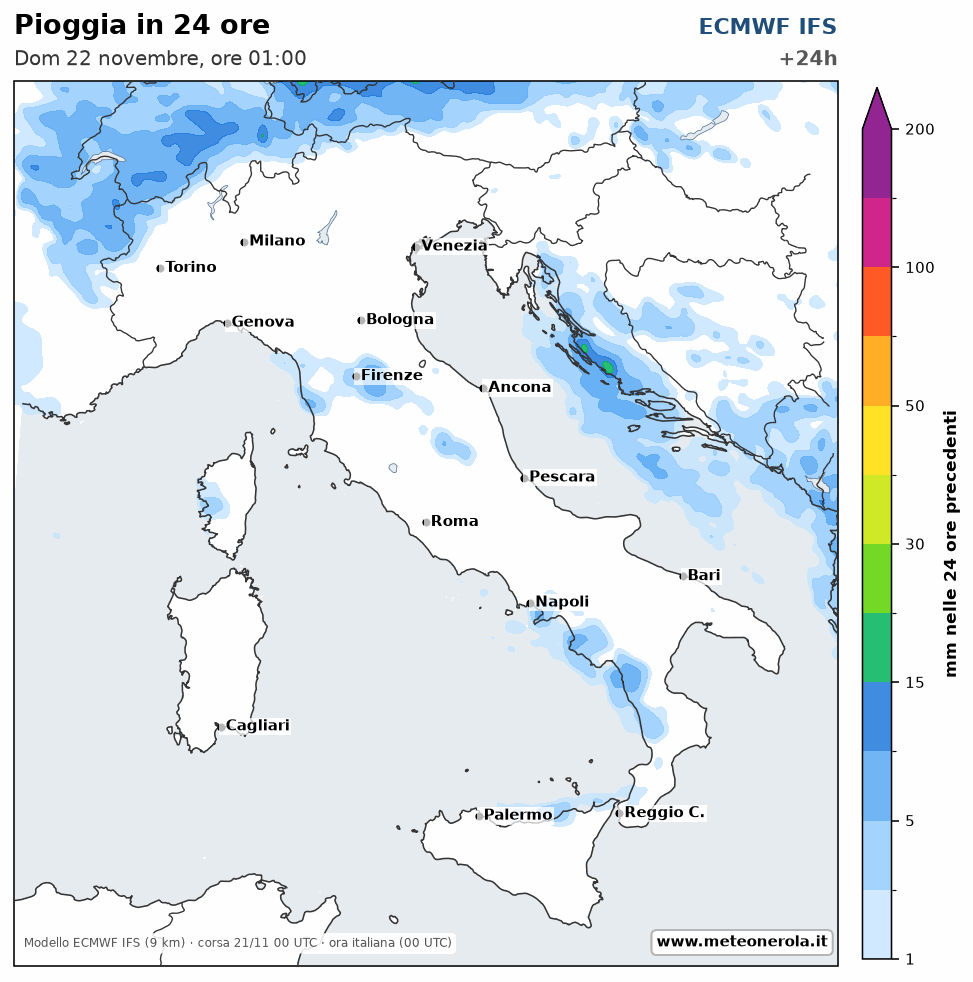 Pioggia in 24 ore
ECMWF IFS
Dom 22 novembre, ore 01:00
+24h
200
Milano
Venezia
Torino
100
Genova
Bologna
Firenze
Ancona
50
Pescara
Roma
30
Bari
Napoli
mm nelle 24 ore precedenti
15
Cagliari
Palermo
Reggio C.
5
Modello ECMWF IFS (9 km) · corsa 21/11 00 UTC · ora italiana (00 UTC)
www.meteonerola.it
1